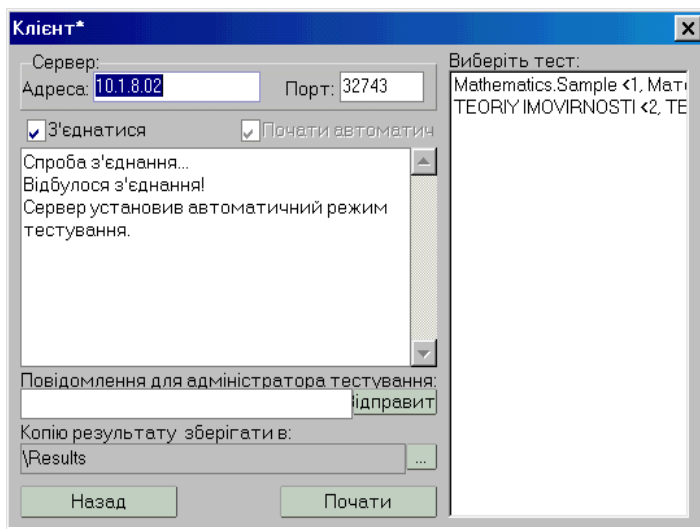 Клієнт*
Сервер:
Адреса: 10.1.8.02 Порт: 32743
З'єднатися Почати автоматич
Спроба з'єднання...
Відбулося з'єднання!
Сервер установив автоматичний режим
тестування.
Повідомлення для адміністратора тестування:
Відправит
Копію результату зберігати в:
\Results ...
Назад Почати
Виберіть тест:
Mathematics.Sample <1, Мат
TEORIY IMOVIRNOSTI <2, TE